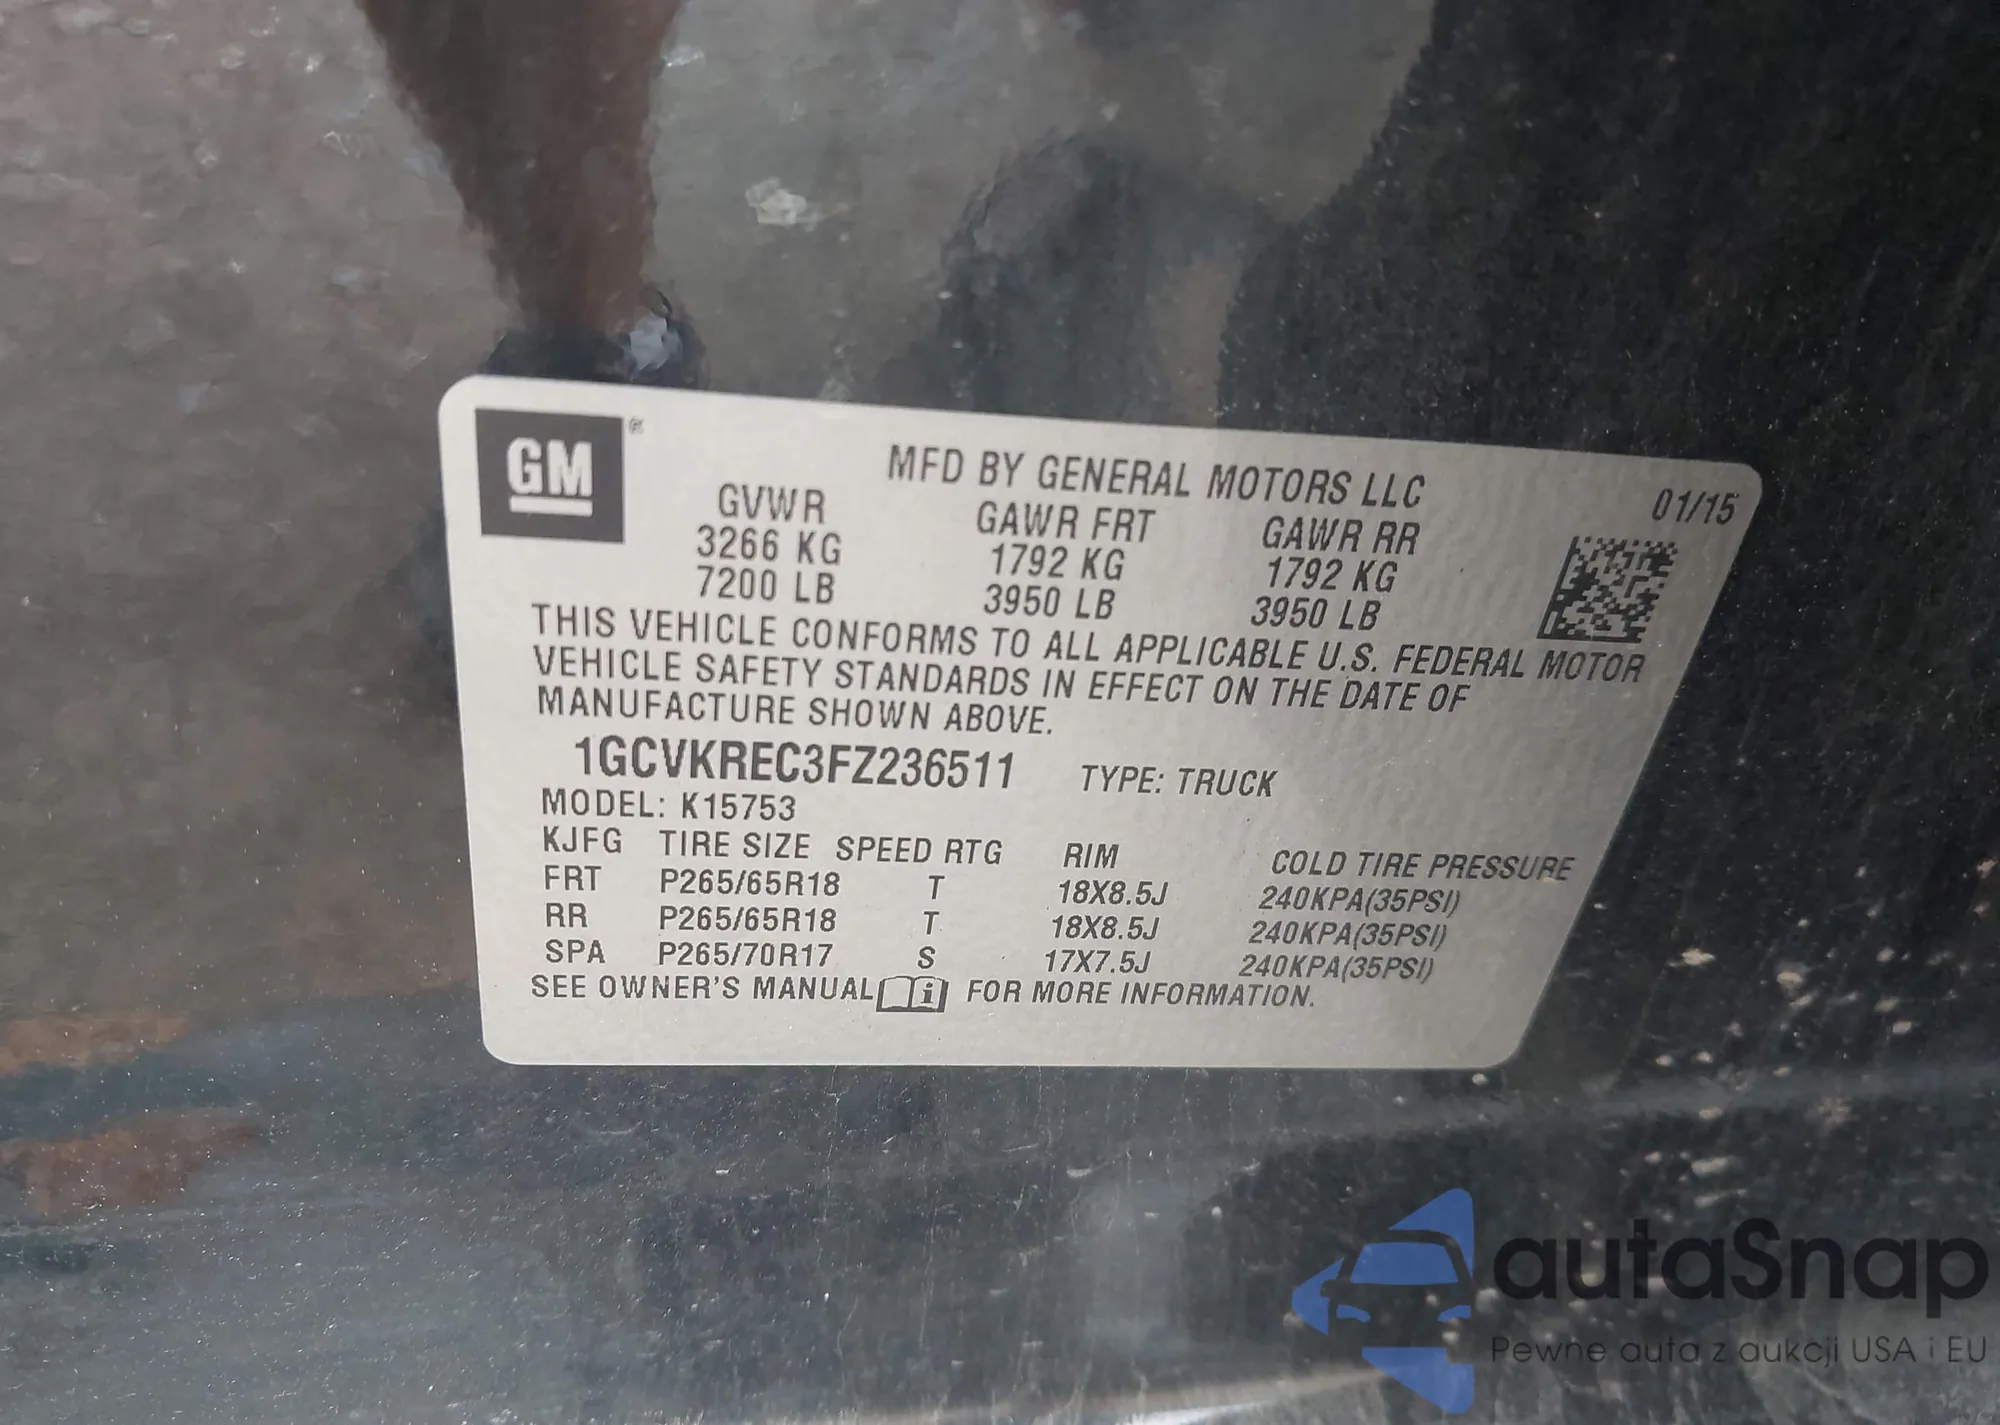 GM
MFD BY GENERAL MOTORS LLC
01/15
GVWR GAWR FRT GAWR RR
3266 KG 1792 KG 1792 KG
7200 LB 3950 LB 3950 LB
THIS VEHICLE CONFORMS TO ALL APPLICABLE U.S. FEDERAL MOTOR
VEHICLE SAFETY STANDARDS IN EFFECT ON THE DATE OF
MANUFACTURE SHOWN ABOVE.
1GCVKREC3FZ236511 TYPE: TRUCK
MODEL: K15753
KJFG TIRE SIZE SPEED RTG RIM COLD TIRE PRESSURE
FRT P265/65R18 T 18X8.5J 240KPA(35PSI)
RR P265/65R18 T 18X8.5J 240KPA(35PSI)
SPA P265/70R17 S 17X7.5J 240KPA(35PSI)
SEE OWNER'S MANUAL FOR MORE INFORMATION.
autaSnap
Pewne auta z aukcji USA i EU